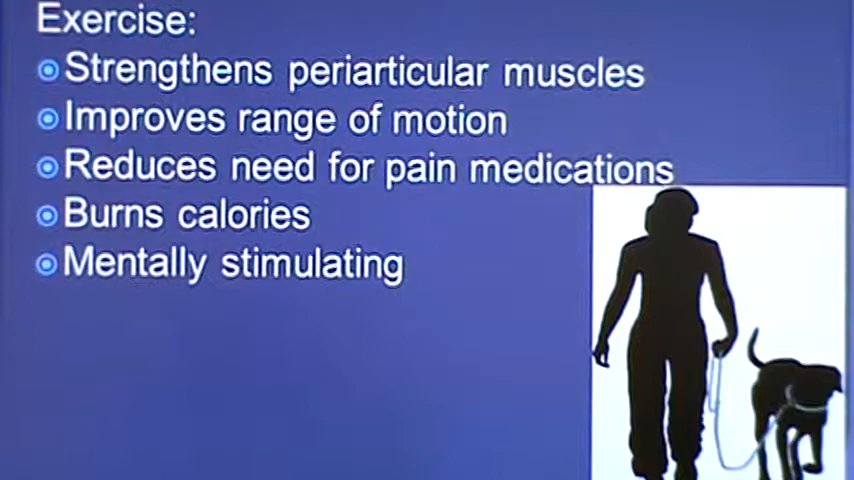 Exercise:
Strengthens periarticular muscles
Improves range of motion
Reduces need for pain medications
Burns calories
Mentally stimulating